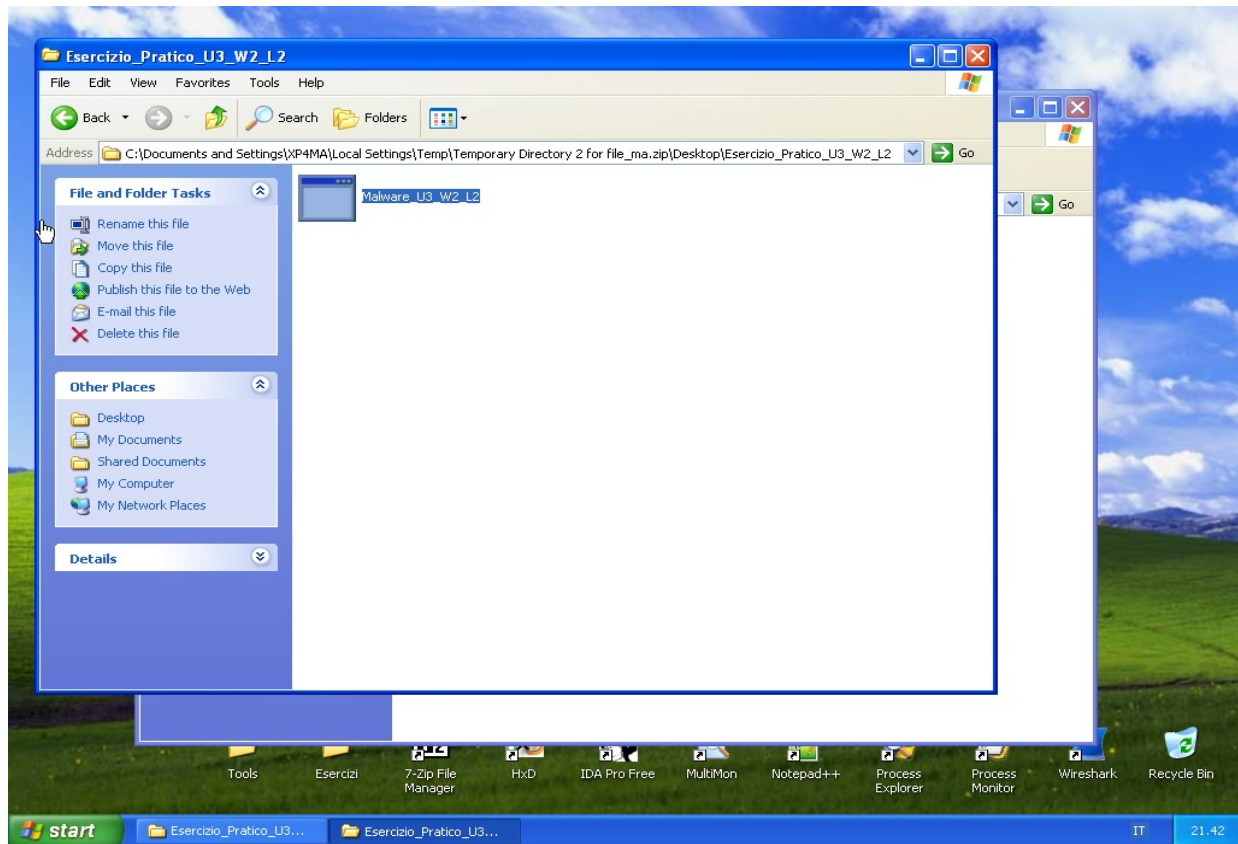 Esercizio_Pratico_U3_W2_L2
File Edit View Favorites Tools Help
Back Search Folders
Address C:\Documents and Settings\XP4MA\Local Settings\Temp\Temporary Directory 2 for file_ma.zip\Desktop\Esercizio_Pratico_U3_W2_L2 Go
Go
File and Folder Tasks
Rename this file
Move this file
Copy this file
Publish this file to the Web
E-mail this file
Delete this file
Other Places
Desktop
My Documents
Shared Documents
My Computer
My Network Places
Details
Malware_U3_W2_L2
Tools
Esercizi
7-Zip File
Manager
HxD
IDA Pro Free
MultiMon
Notepad++
Process
Explorer
Process
Monitor
Wireshark
Recycle Bin
start Esercizio_Pratico_U3... Esercizio_Pratico_U3... IT 21.42